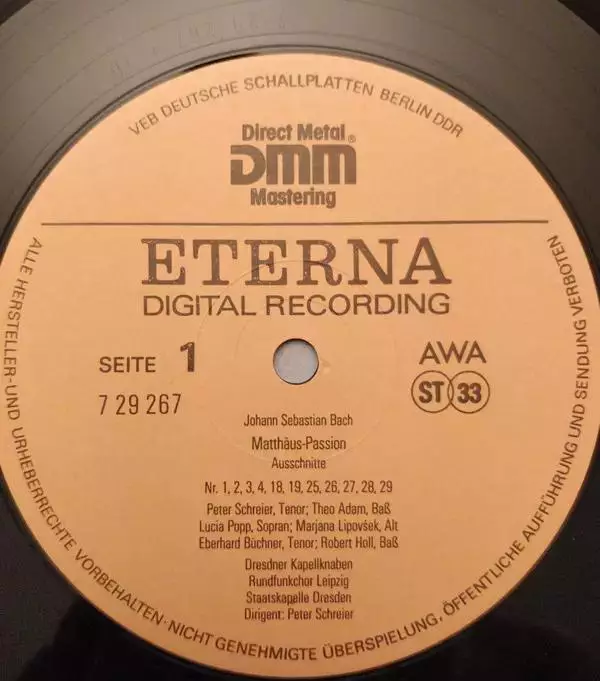 VEB DEUTSCHE SCHALLPLATTEN BERLIN DDR
Direct Metal
DMM®
Mastering
ETERNA
DIGITAL RECORDING
SEITE 1
7 29 267
AWA
ST 33
Johann Sebastian Bach
Matthäus-Passion
Ausschnitte
Nr. 1, 2, 3, 4, 18, 19, 25, 26, 27, 28, 29
Peter Schreier, Tenor; Theo Adam, Baß
Lucia Popp, Sopran; Marjana Lipovšek, Alt
Eberhard Büchner, Tenor; Robert Holl, Baß
Dresdner Kapellknaben
Rundfunkchor Leipzig
Staatskapelle Dresden
Dirigent: Peter Schreier
ALLE HERSTELLER-UND URHEBERRECHTE VORBEHALTEN · NICHT GENEHMIGTE ÜBERSPIELUNG, ÖFFENTLICHE AUFFÜHRUNG UND SENDUNG VERBOTEN